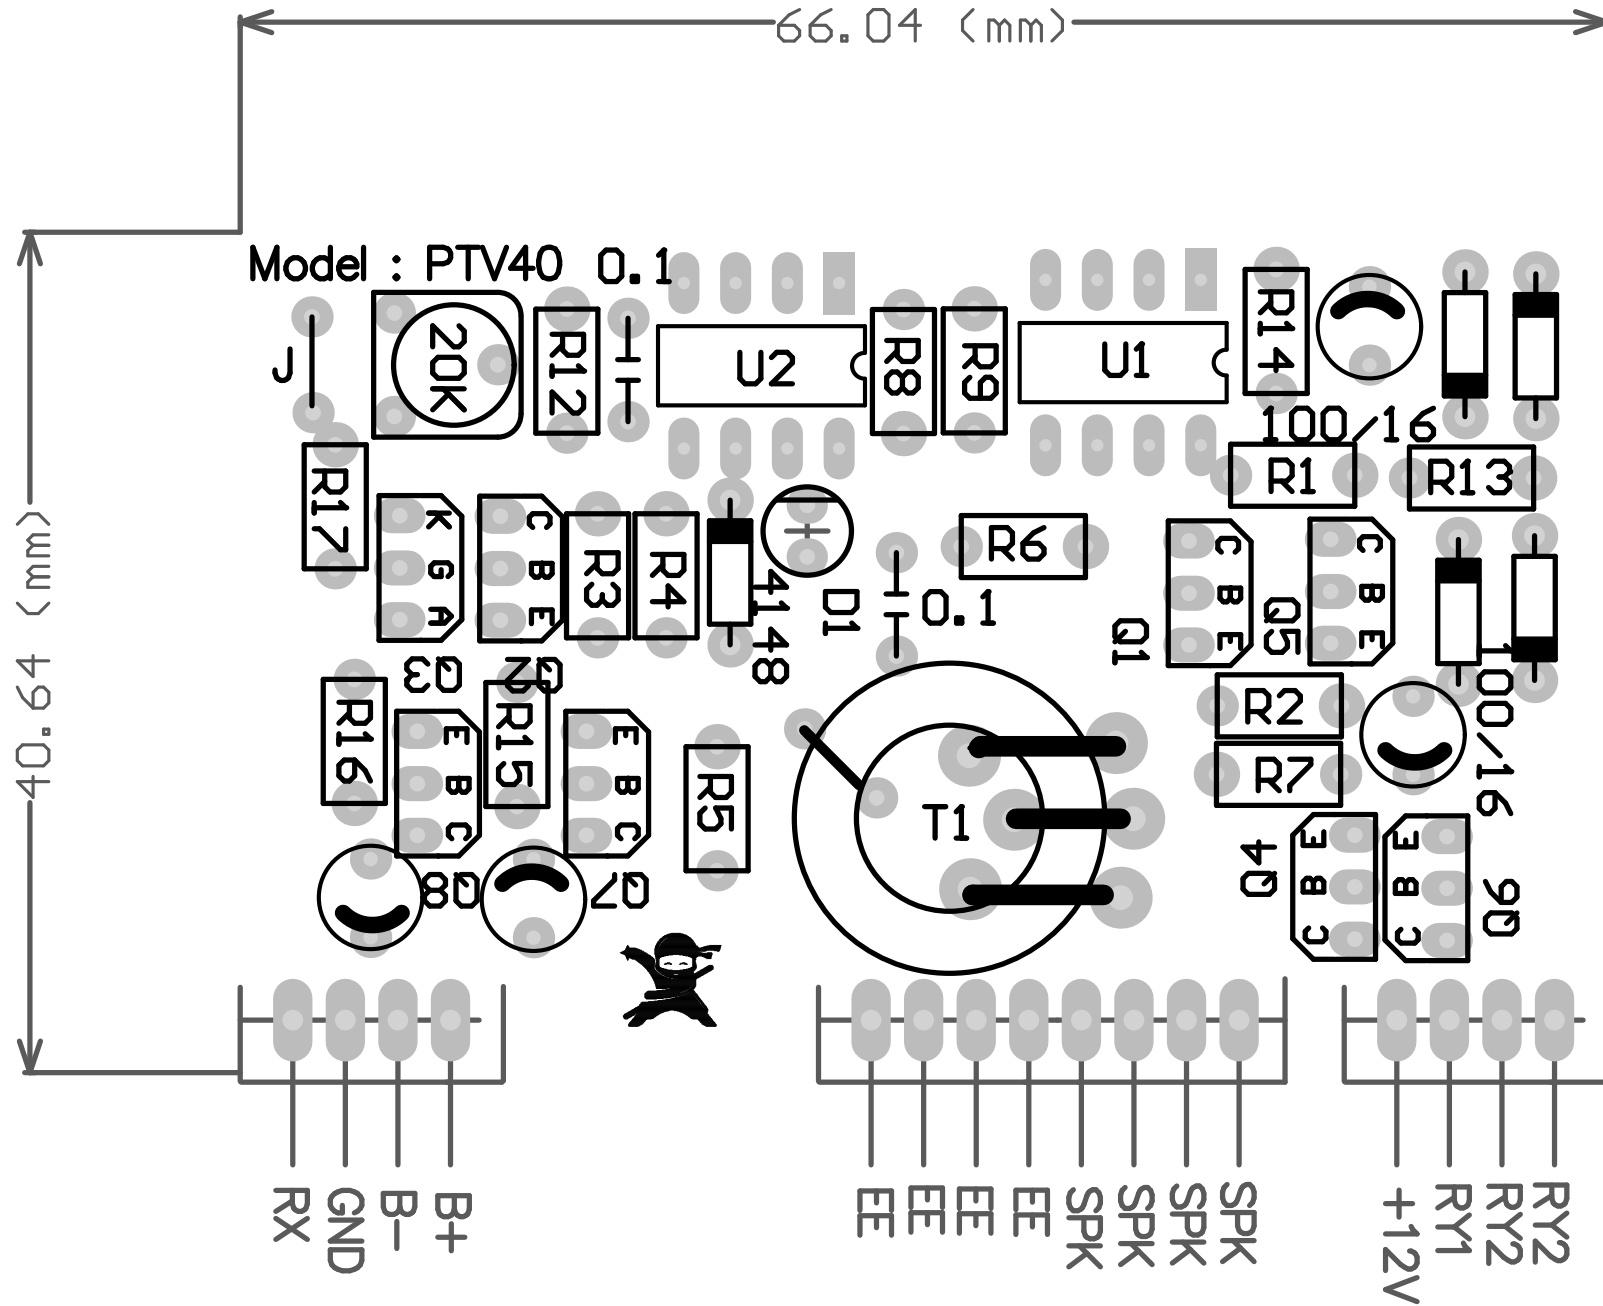 66.04 (mm)
40.64 (mm)
Model : PTV40
0.1
J
20K
R12
U2
R8
R9
U1
R14
100/16
R1
R13
R17
K G A
Q3
C B E
Q2
R3
R4
4148
D1
0.1
R6
C B E
Q1
C B E
Q5
100/16
R2
R7
R16
E B C
Q8
R15
E B C
Q7
R5
T1
Q4
E B C
E B C
Q6
RX
GND
B-
B+
EE
EE
EE
EE
SPK
SPK
SPK
SPK
+12V
RY1
RY2
RY2